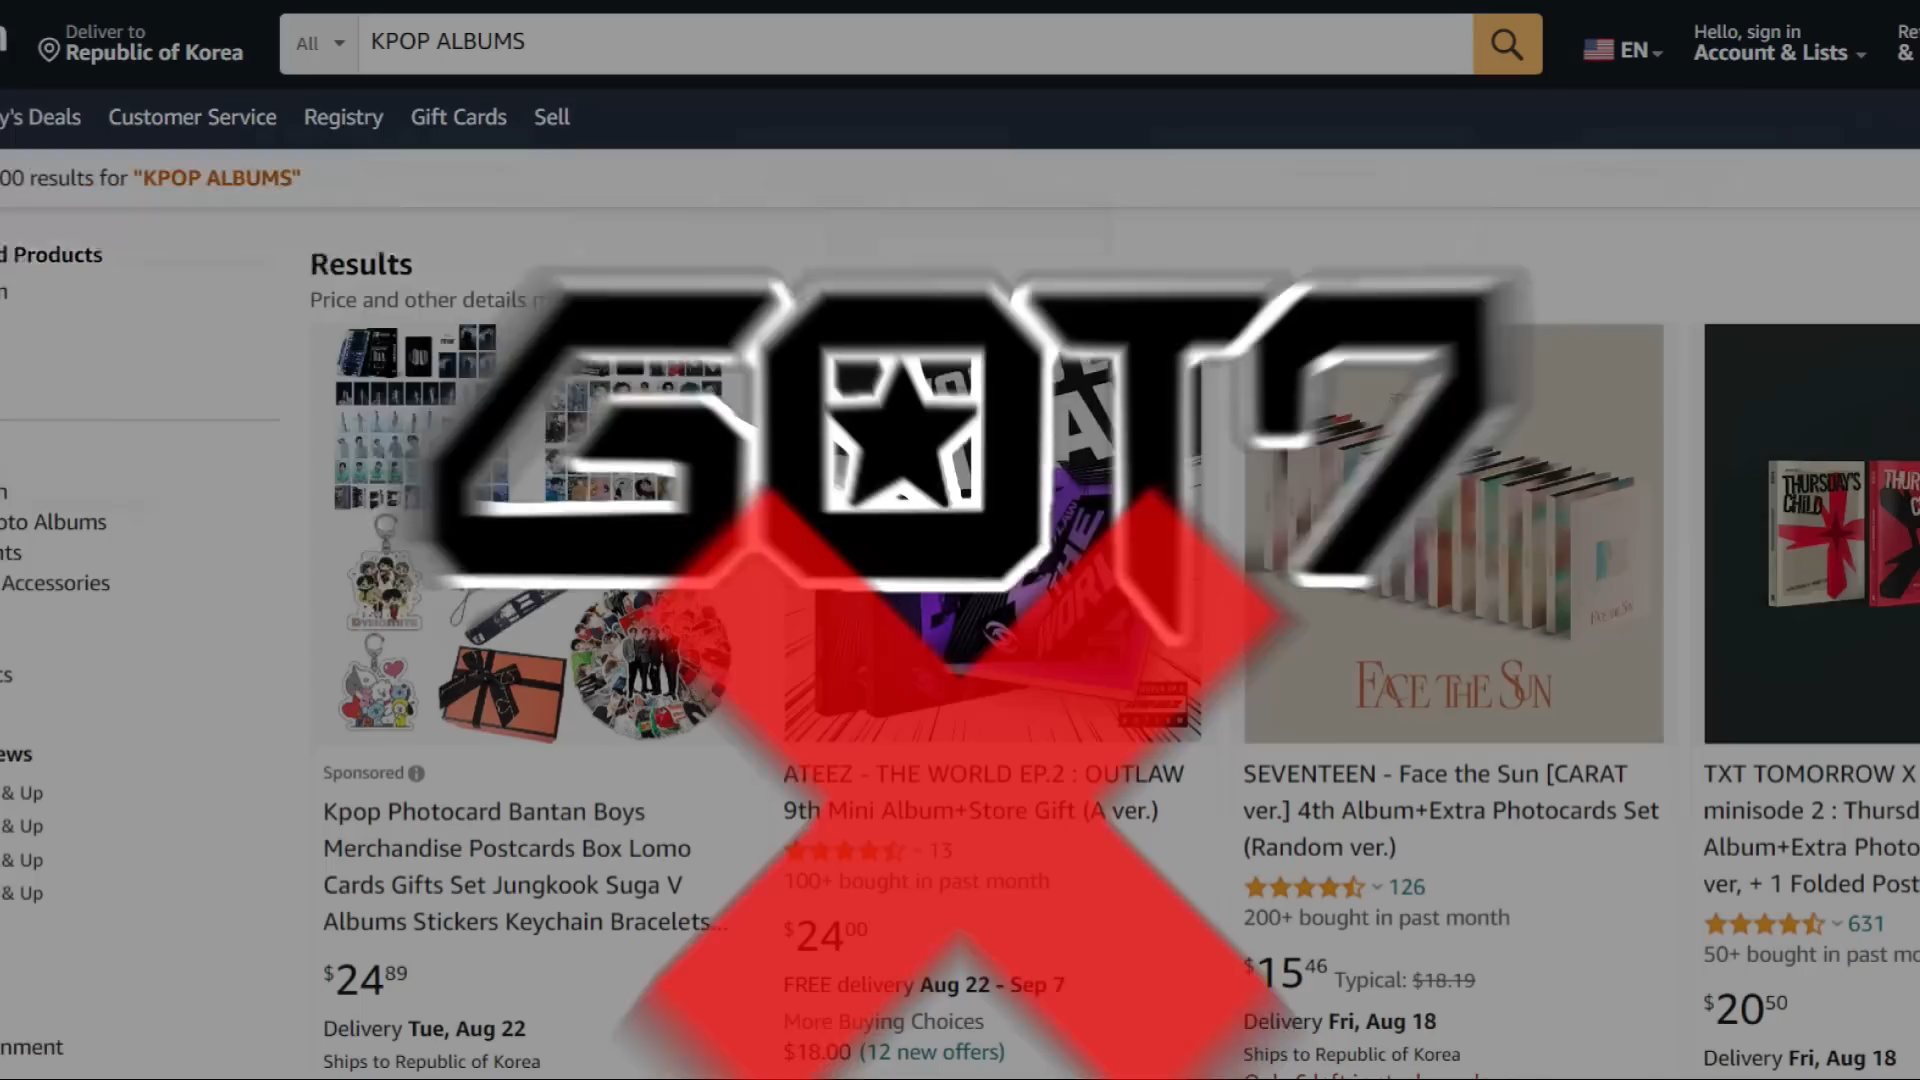 Deliver to
Republic of Korea
All
KPOP ALBUMS
EN
Hello, sign in
Account & Lists
&
y's Deals
Customer Service
Registry
Gift Cards
Sell
00 results for "KPOP ALBUMS"
d Products
Results
Price and other details
GOT7
oto Albums
Accessories
& Up
& Up
& Up
& Up
FACE THE SUN
THURSDAY'S
CHILD
Sponsored
Kpop Photocard Bantan Boys
Merchandise Postcards Box Lomo
Cards Gifts Set Jungkook Suga V
Albums Stickers Keychain Bracelets...
$24 89
Delivery Tue, Aug 22
Ships to Republic of Korea
ATEEZ - THE WORLD EP.2 : OUTLAW
9th Mini Album+Store Gift (A ver.)
13
100+ bought in past month
$24 00
FREE delivery Aug 22 - Sep 7
More Buying Choices
$18.00 (12 new offers)
SEVENTEEN - Face the Sun [CARAT
ver.] 4th Album+Extra Photocards Set
(Random ver.)
126
200+ bought in past month
$15 46 Typical: $18.19
Delivery Fri, Aug 18
Ships to Republic of Korea
TXT TOMORROW X
minisode 2 : Thursd
Album+Extra Photo
ver, + 1 Folded Post
631
50+ bought in past mo
$20 50
Delivery Fri, Aug 18